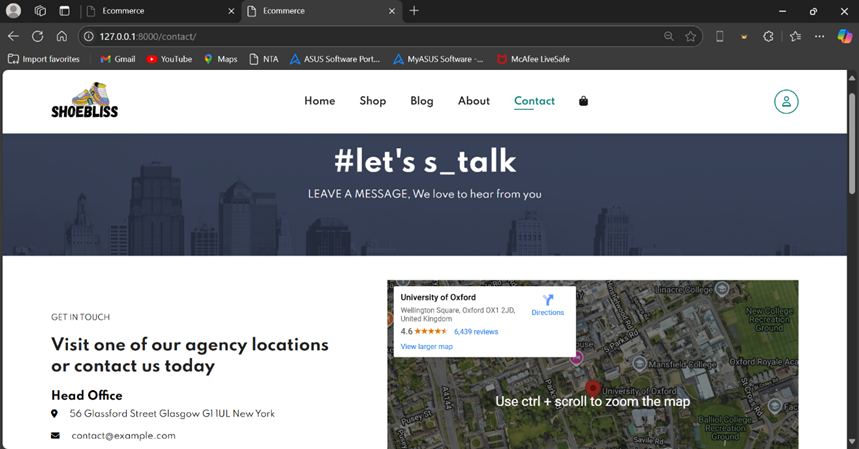 Ecommerce
Ecommerce
127.0.0.1:8000/contact/
Import favorites
Gmail
YouTube
Maps
NTA
ASUS Software Port...
MyASUS Software -...
McAfee LiveSafe
SHOEBLISS
Home
Shop
Blog
About
Contact
#let's s_talk
LEAVE A MESSAGE, We love to hear from you
GET IN TOUCH
Visit one of our agency locations
or contact us today
Head Office
56 Glassford Street Glasgow G1 1UL New York
contact@example.com
University of Oxford
Wellington Square, Oxford OX1 2JD,
United Kingdom
4.6
6,439 reviews
View larger map
Directions
Linacre College
New College
Recreation
Ground
S Parks Rd
Mansfield College
Oxford Royale Aca
University of Oxford
Use ctrl + scroll to zoom the map
A4144
Pusey St
Balliol College
Recreation
Ground
Savile Rd